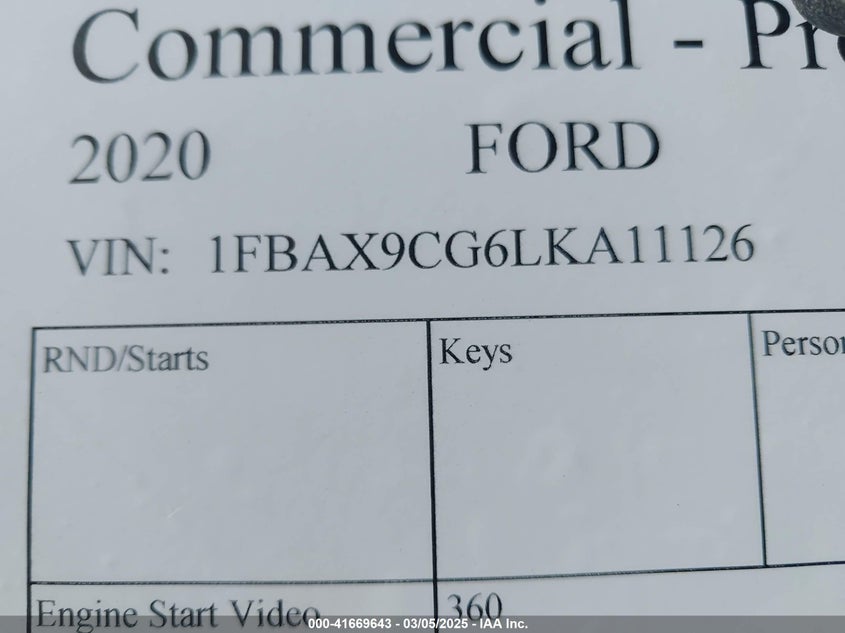 Commercial - Pr
2020 FORD
VIN: 1FBAX9CG6LKA11126
RND/Starts Keys Person
Engine Start Video 360
000-41669643 - 03/05/2025 - IAA Inc.